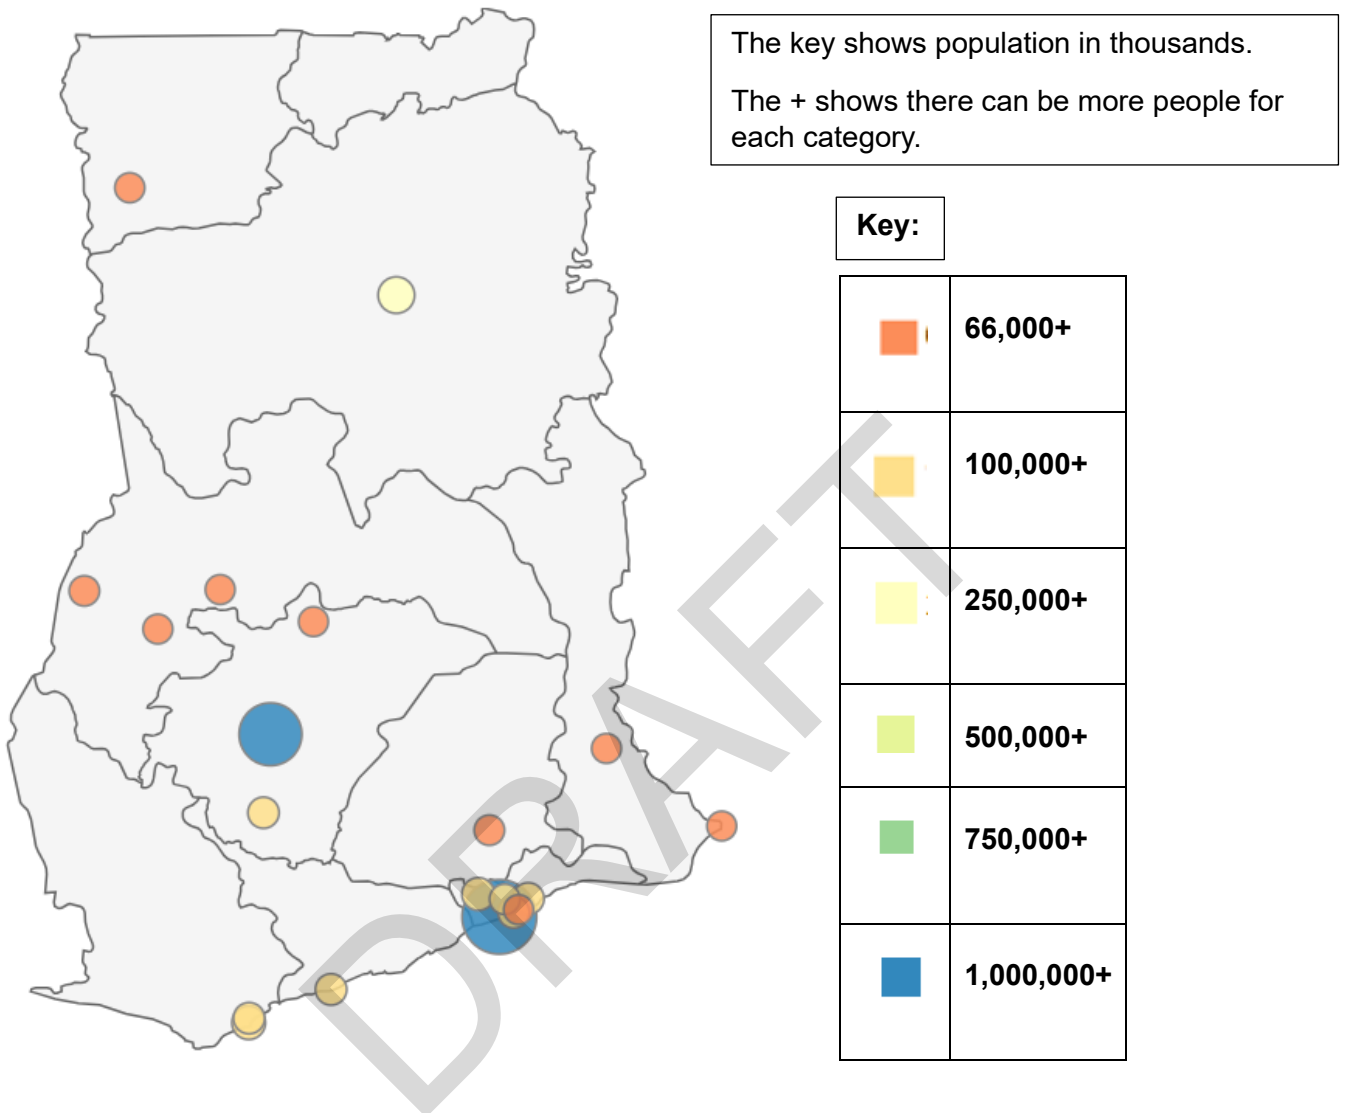 The key shows population in thousands.
The + shows there can be more people for
each category.
Key:
66,000+
100,000+
250,000+
500,000+
750,000+
1,000,000+
DRAFT